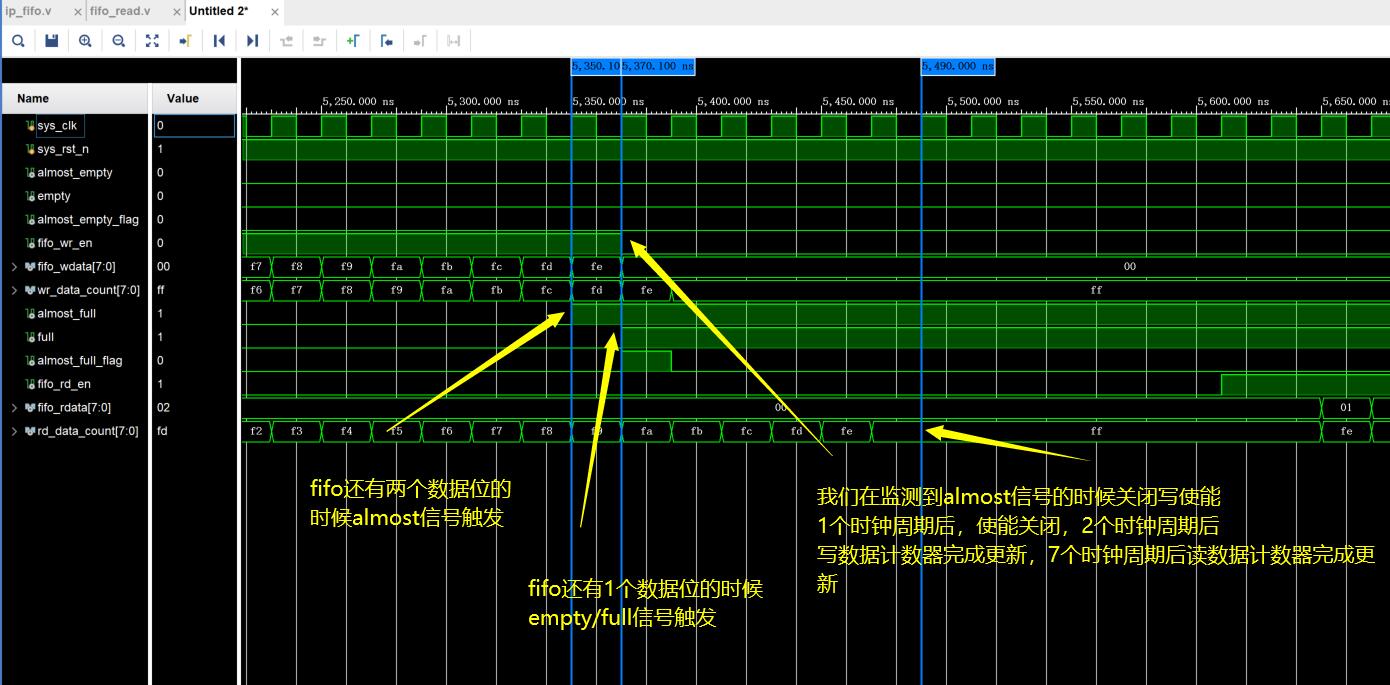 ip_fifo.v × fifo_read.v × Untitled 2* ×
5,350.10 5,370.100 ns 5,490.000 ns
Name Value
5,250.000 ns 5,300.000 ns 5,350.000 ns 5,400.000 ns 5,450.000 ns 5,500.000 ns 5,550.000 ns 5,600.000 ns 5,650.000
sys_clk 0
sys_rst_n 1
almost_empty 0
empty 0
almost_empty_flag 0
fifo_wr_en 0
fifo_wdata[7:0] 00 f7 f8 f9 fa fb fc fd fe 00
wr_data_count[7:0] ff f6 f7 f8 f9 fa fb fc fd fe ff
almost_full 1
full 1
almost_full_flag 0
fifo_rd_en 1
fifo_rdata[7:0] 02 00 01
rd_data_count[7:0] fd f2 f3 f4 f5 f6 f7 f8 f9 fa fb fc fd fe ff fe
fifo还有两个数据位的
时候almost信号触发
fifo还有1个数据位的时候
empty/full信号触发
我们在监测到almost信号的时候关闭写使能
1个时钟周期后，使能关闭，2个时钟周期后
写数据计数器完成更新，7个时钟周期后读数据计数器完成更
新